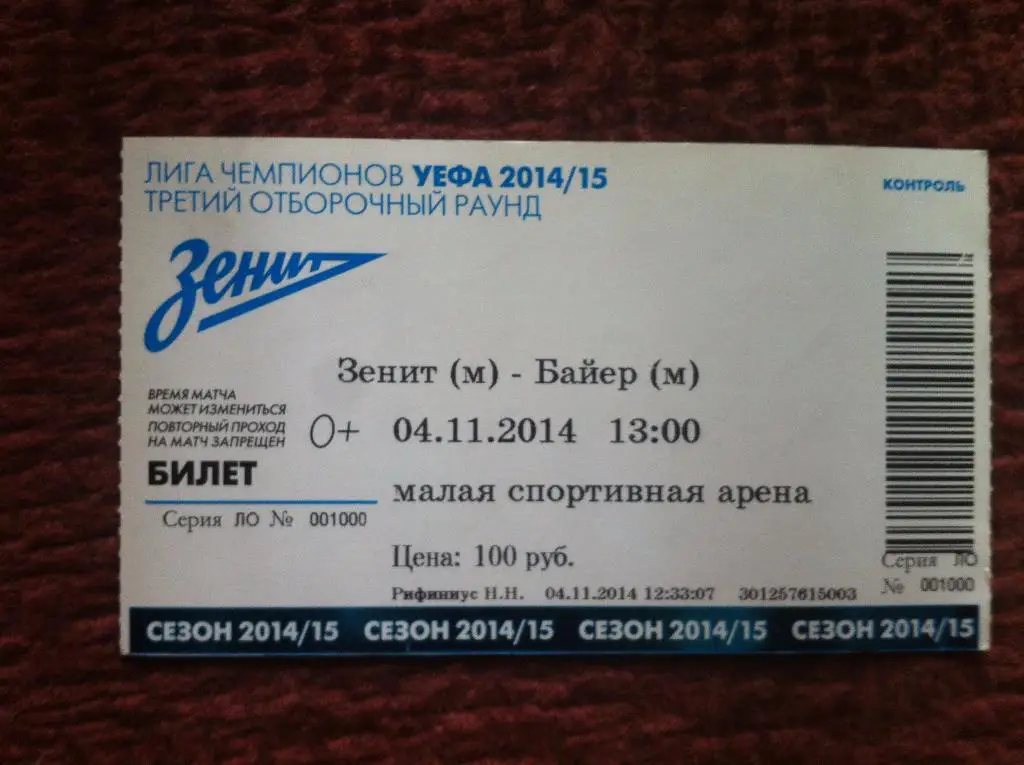 ЛИГА ЧЕМПИОНОВ УЕФА 2014/15
ТРЕТИЙ ОТБОРОЧНЫЙ РАУНД
КОНТРОЛЬ
Зенит
Зенит (м) - Байер (м)
ВРЕМЯ МАТЧА
МОЖЕТ ИЗМЕНИТЬСЯ
ПОВТОРНЫЙ ПРОХОД
НА МАТЧ ЗАПРЕЩЕН
0+
04.11.2014 13:00
БИЛЕТ
малая спортивная арена
Серия ЛО № 001000
Цена: 100 руб.
Рифиниус Н.Н. 04.11.2014 12:33:07 301257615003
Серия ЛО
№ 001000
СЕЗОН 2014/15 СЕЗОН 2014/15 СЕЗОН 2014/15 СЕЗОН 2014/15